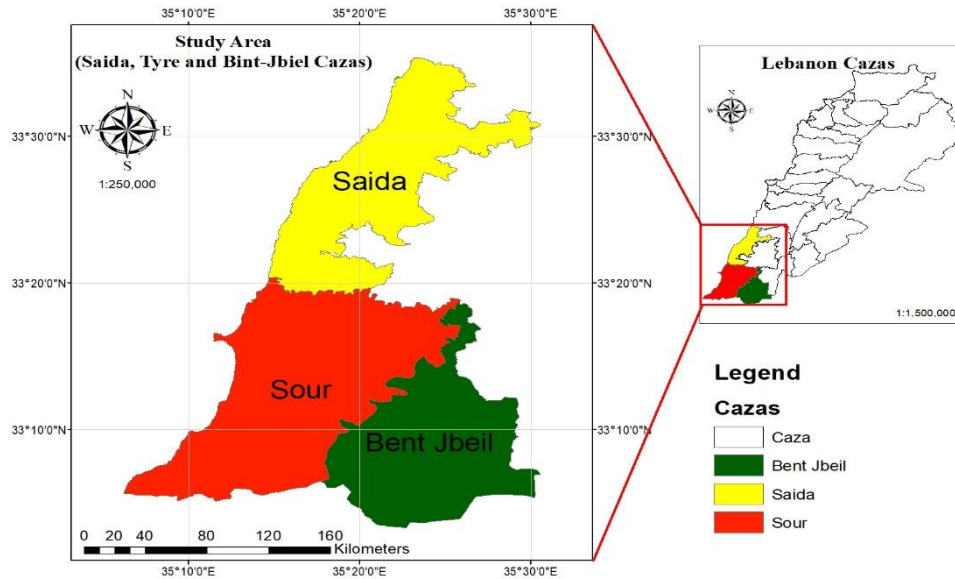 35°10'0"E 35°20'0"E 35°30'0"E
Study Area
(Saida, Tyre and Bint-Jbiel Cazas)
N
W E
S
1:250,000
33°30'0"N
33°20'0"N
33°10'0"N
Saida
Sour
Bent Jbeil
33°30'0"N
33°20'0"N
33°10'0"N
0 10 20 40 80 120 160
Kilometers
35°10'0"E 35°20'0"E 35°30'0"E
Lebanon Cazas
N
W E
S
1:1,500,000
Legend
Cazas
Caza
Bent Jbeil
Saida
Sour